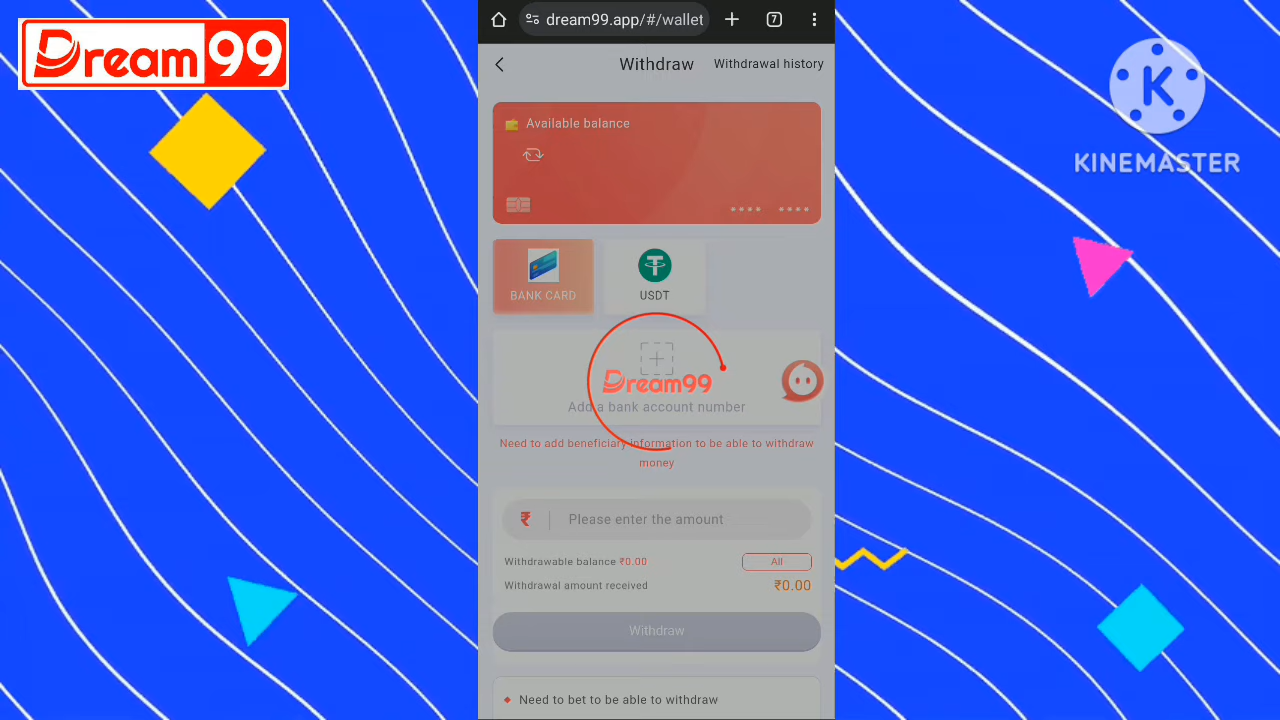 Dream99
dream99.app/#/wallet
7
Withdraw
Withdrawal history
Available balance
BANK CARD
USDT
Dream99
Add a bank account number
Need to add beneficiary information to be able to withdraw
money
₹
Please enter the amount
Withdrawable balance ₹0.00
All
Withdrawal amount received
₹0.00
Withdraw
Need to bet to be able to withdraw
K
KINEMASTER